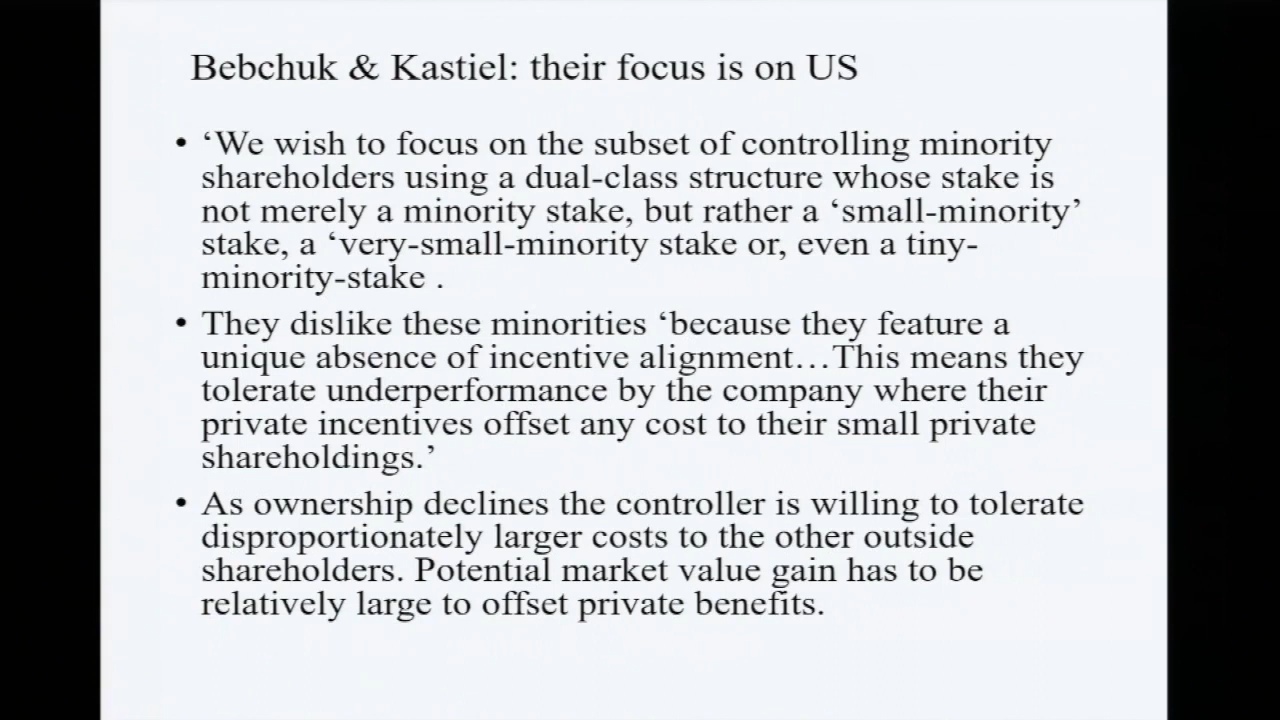 Bebchuk & Kastiel: their focus is on US
• ‘We wish to focus on the subset of controlling minority
shareholders using a dual-class structure whose stake is
not merely a minority stake, but rather a ‘small-minority’
stake, a ‘very-small-minority stake or, even a tiny-
minority-stake .
• They dislike these minorities ‘because they feature a
unique absence of incentive alignment…This means they
tolerate underperformance by the company where their
private incentives offset any cost to their small private
shareholdings.’
• As ownership declines the controller is willing to tolerate
disproportionately larger costs to the other outside
shareholders. Potential market value gain has to be
relatively large to offset private benefits.